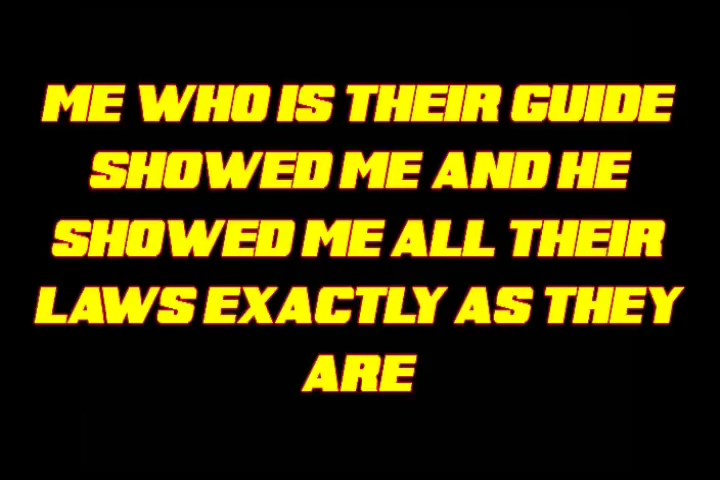 ME WHO IS THEIR GUIDE
SHOWED ME AND HE
SHOWED ME ALL THEIR
LAWS EXACTLY AS THEY
ARE